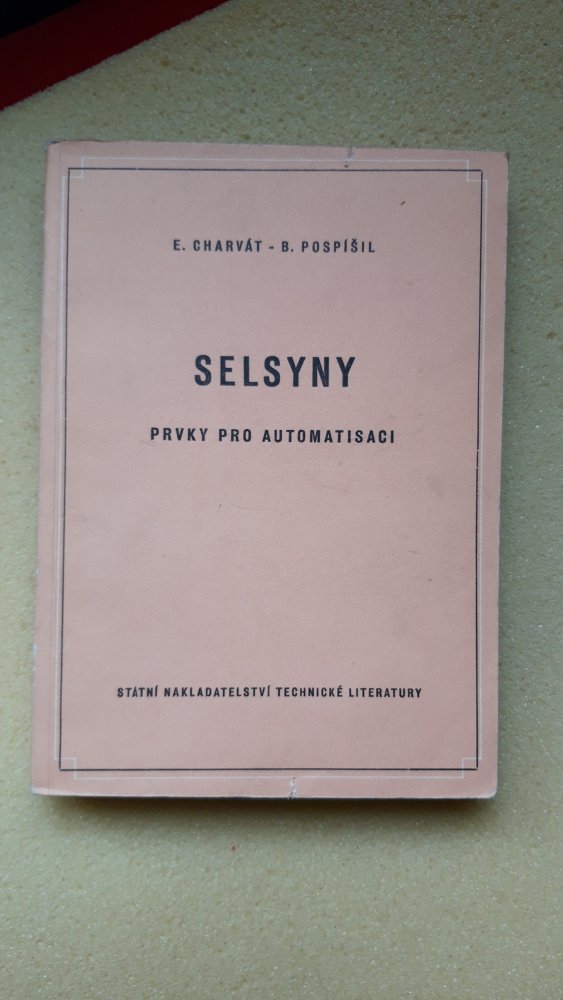 E. CHARVÁT - B. POSPÍŠIL
SELSYNY
PRVKY PRO AUTOMATISACI
STÁTNÍ NAKLADATELSTVÍ TECHNICKÉ LITERATURY